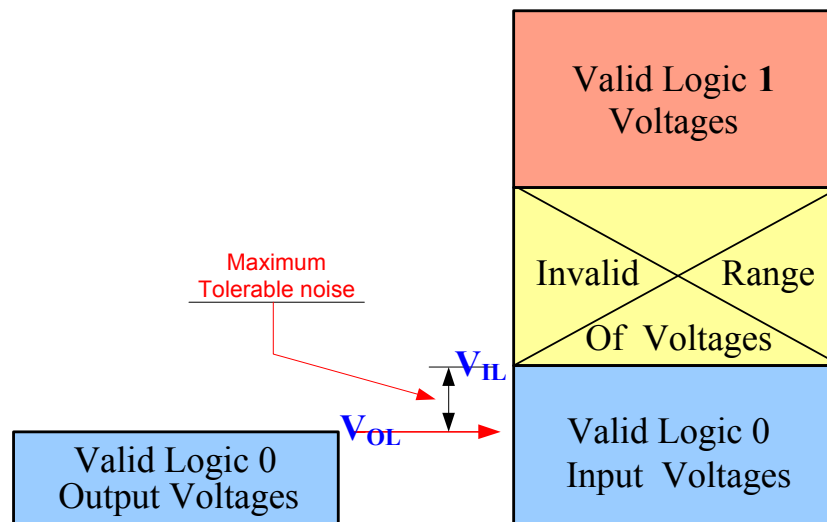 Valid Logic 1
Voltages
Maximum
Tolerable noise
Invalid Range
Of Voltages
VIL
VOL
Valid Logic 0
Output Voltages
Valid Logic 0
Input Voltages